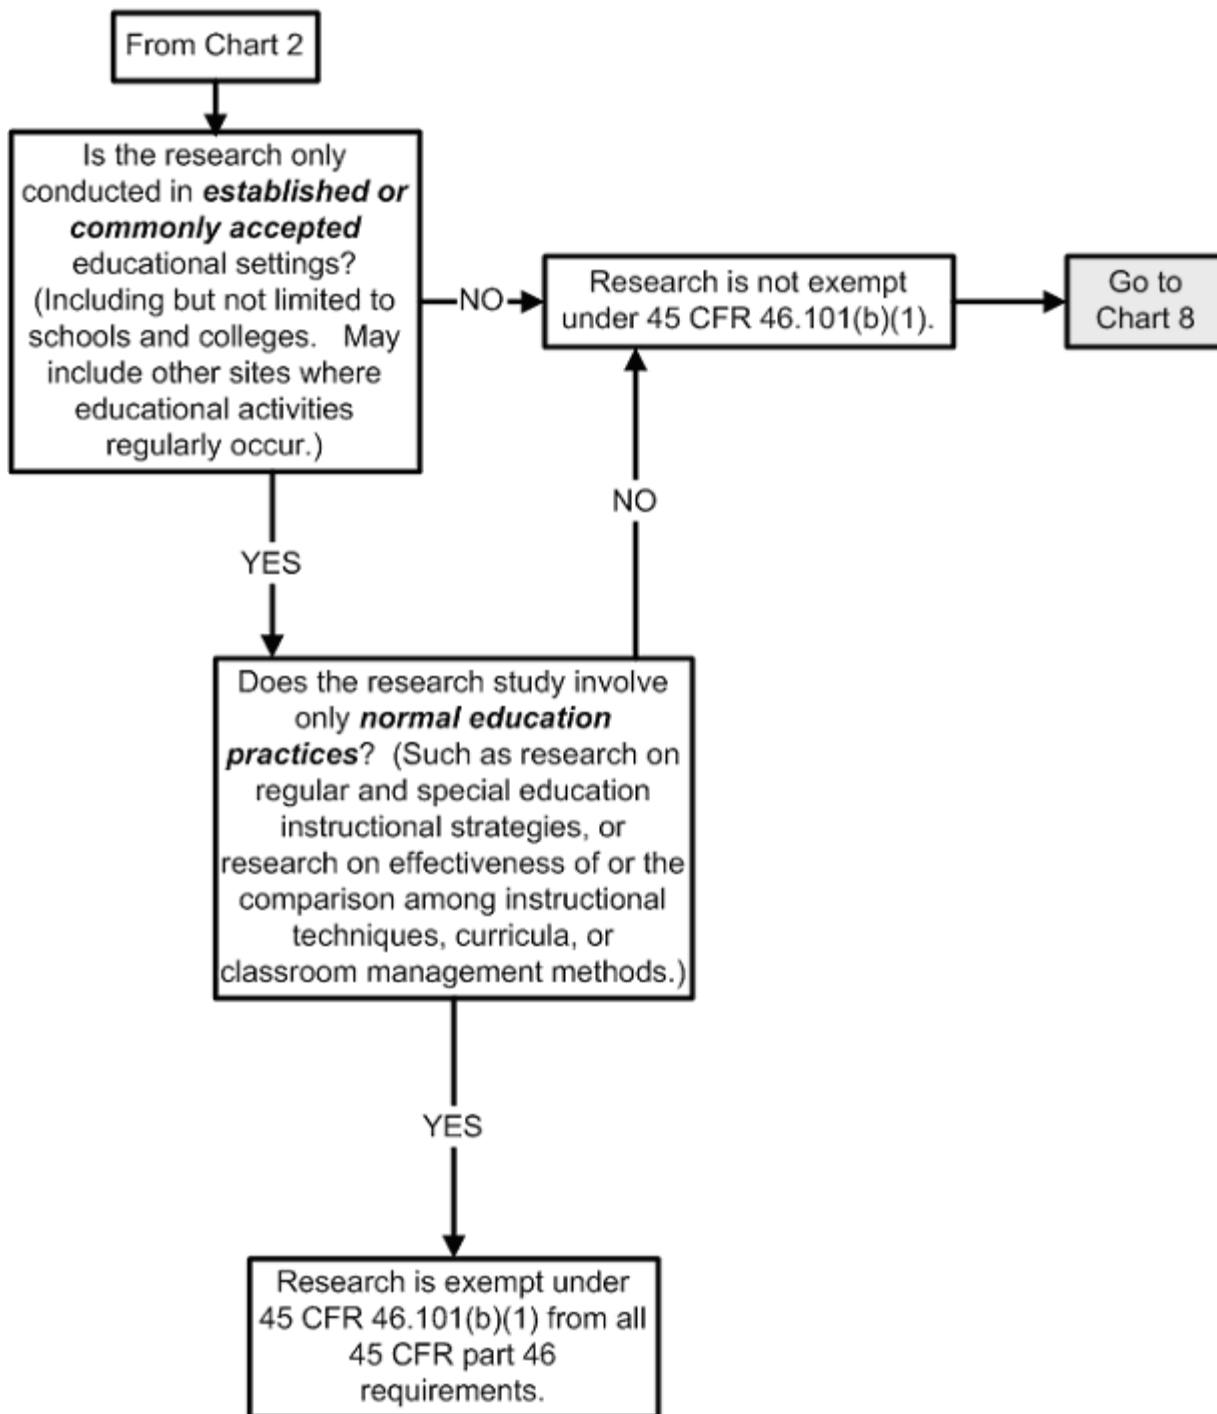 From Chart 2
Is the research only
conducted in established or
commonly accepted
educational settings?
(Including but not limited to
schools and colleges.   May
include other sites where
educational activities
regularly occur.)
NO
Research is not exempt
under 45 CFR 46.101(b)(1).
Go to
Chart 8
NO
YES
Does the research study involve
only normal education
practices?  (Such as research on
regular and special education
instructional strategies, or
research on effectiveness of or the
comparison among instructional
techniques, curricula, or
classroom management methods.)
YES
Research is exempt under
45 CFR 46.101(b)(1) from all
45 CFR part 46
requirements.